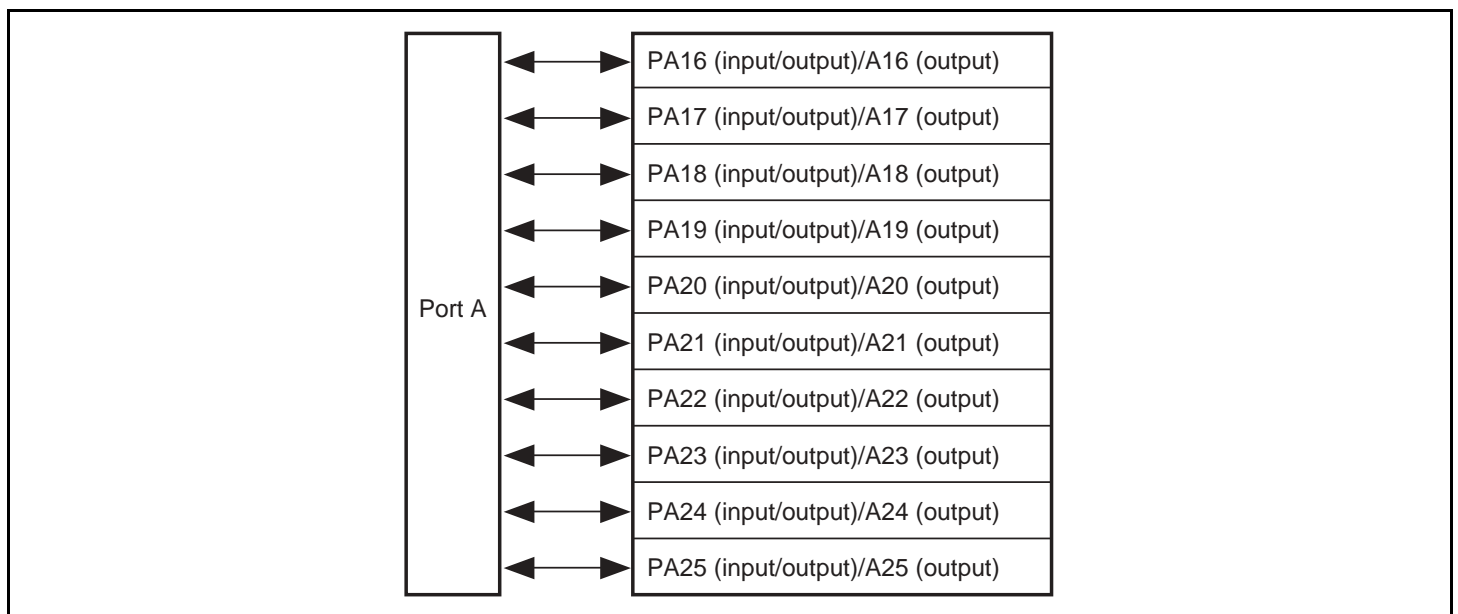 PA16 (input/output)/A16 (output)
PA17 (input/output)/A17 (output)
PA18 (input/output)/A18 (output)
PA19 (input/output)/A19 (output)
PA20 (input/output)/A20 (output)
Port A
PA21 (input/output)/A21 (output)
PA22 (input/output)/A22 (output)
PA23 (input/output)/A23 (output)
PA24 (input/output)/A24 (output)
PA25 (input/output)/A25 (output)